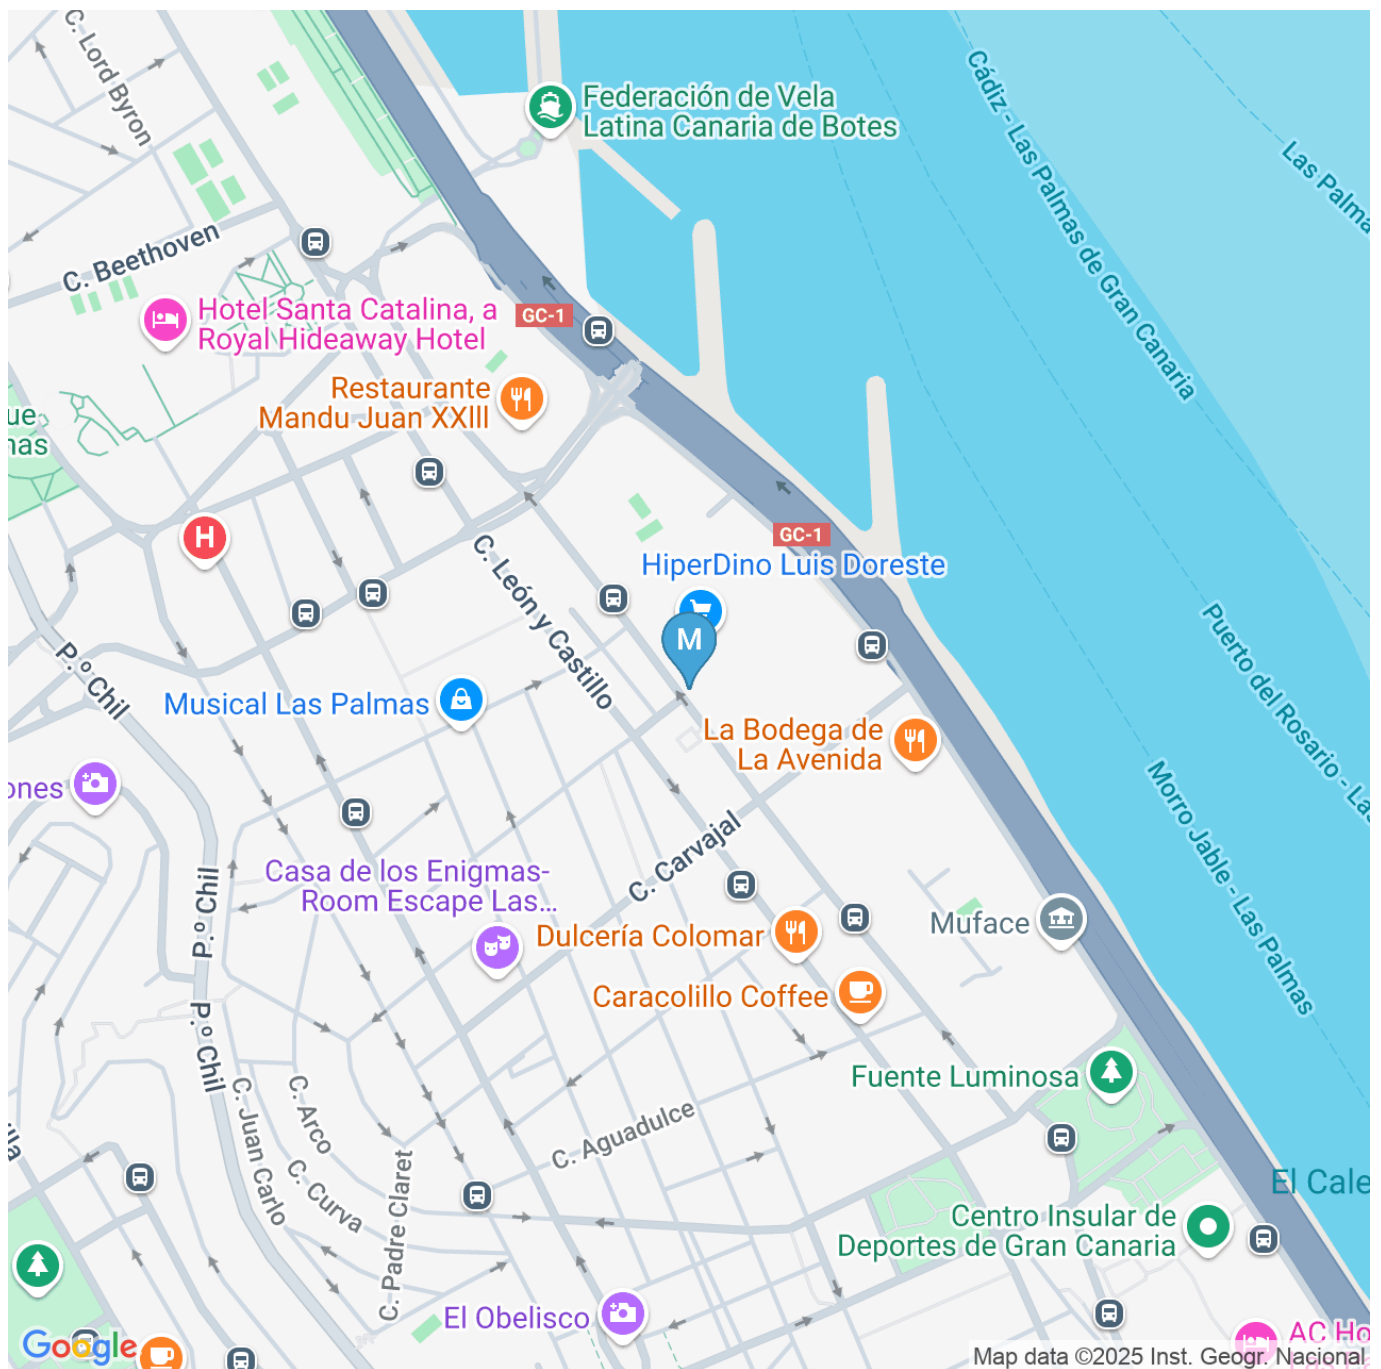 C. Lord Byron
Federación de Vela
Latina Canaria de Botes
Cádiz - Las Palmas de Gran Canaria
Las Palma
C. Beethoven
Hotel Santa Catalina, a
Royal Hideaway Hotel
GC-1
Restaurante
Mandu Juan XXIII
ue
nas
H
GC-1
C. León y Castillo
HiperDino Luis Doreste
M
P.º Chil
Puerto del Rosario - Las
Musical Las Palmas
La Bodega de
La Avenida
ones
Morro Jable - Las Palmas
C. Carvajal
Casa de los Enigmas-
Room Escape Las...
P.º Chil
Muface
Dulcería Colomar
Caracolillo Coffee
P.º Chil
Fuente Luminosa
C. Juan Carlo
C. Arco
C. Aguadulce
C. Curva
C. Padre Claret
lla
El Cale
Centro Insular de
Deportes de Gran Canaria
El Obelisco
AC Ho
Google
Map data ©2025 Inst. Geogr. Nacional